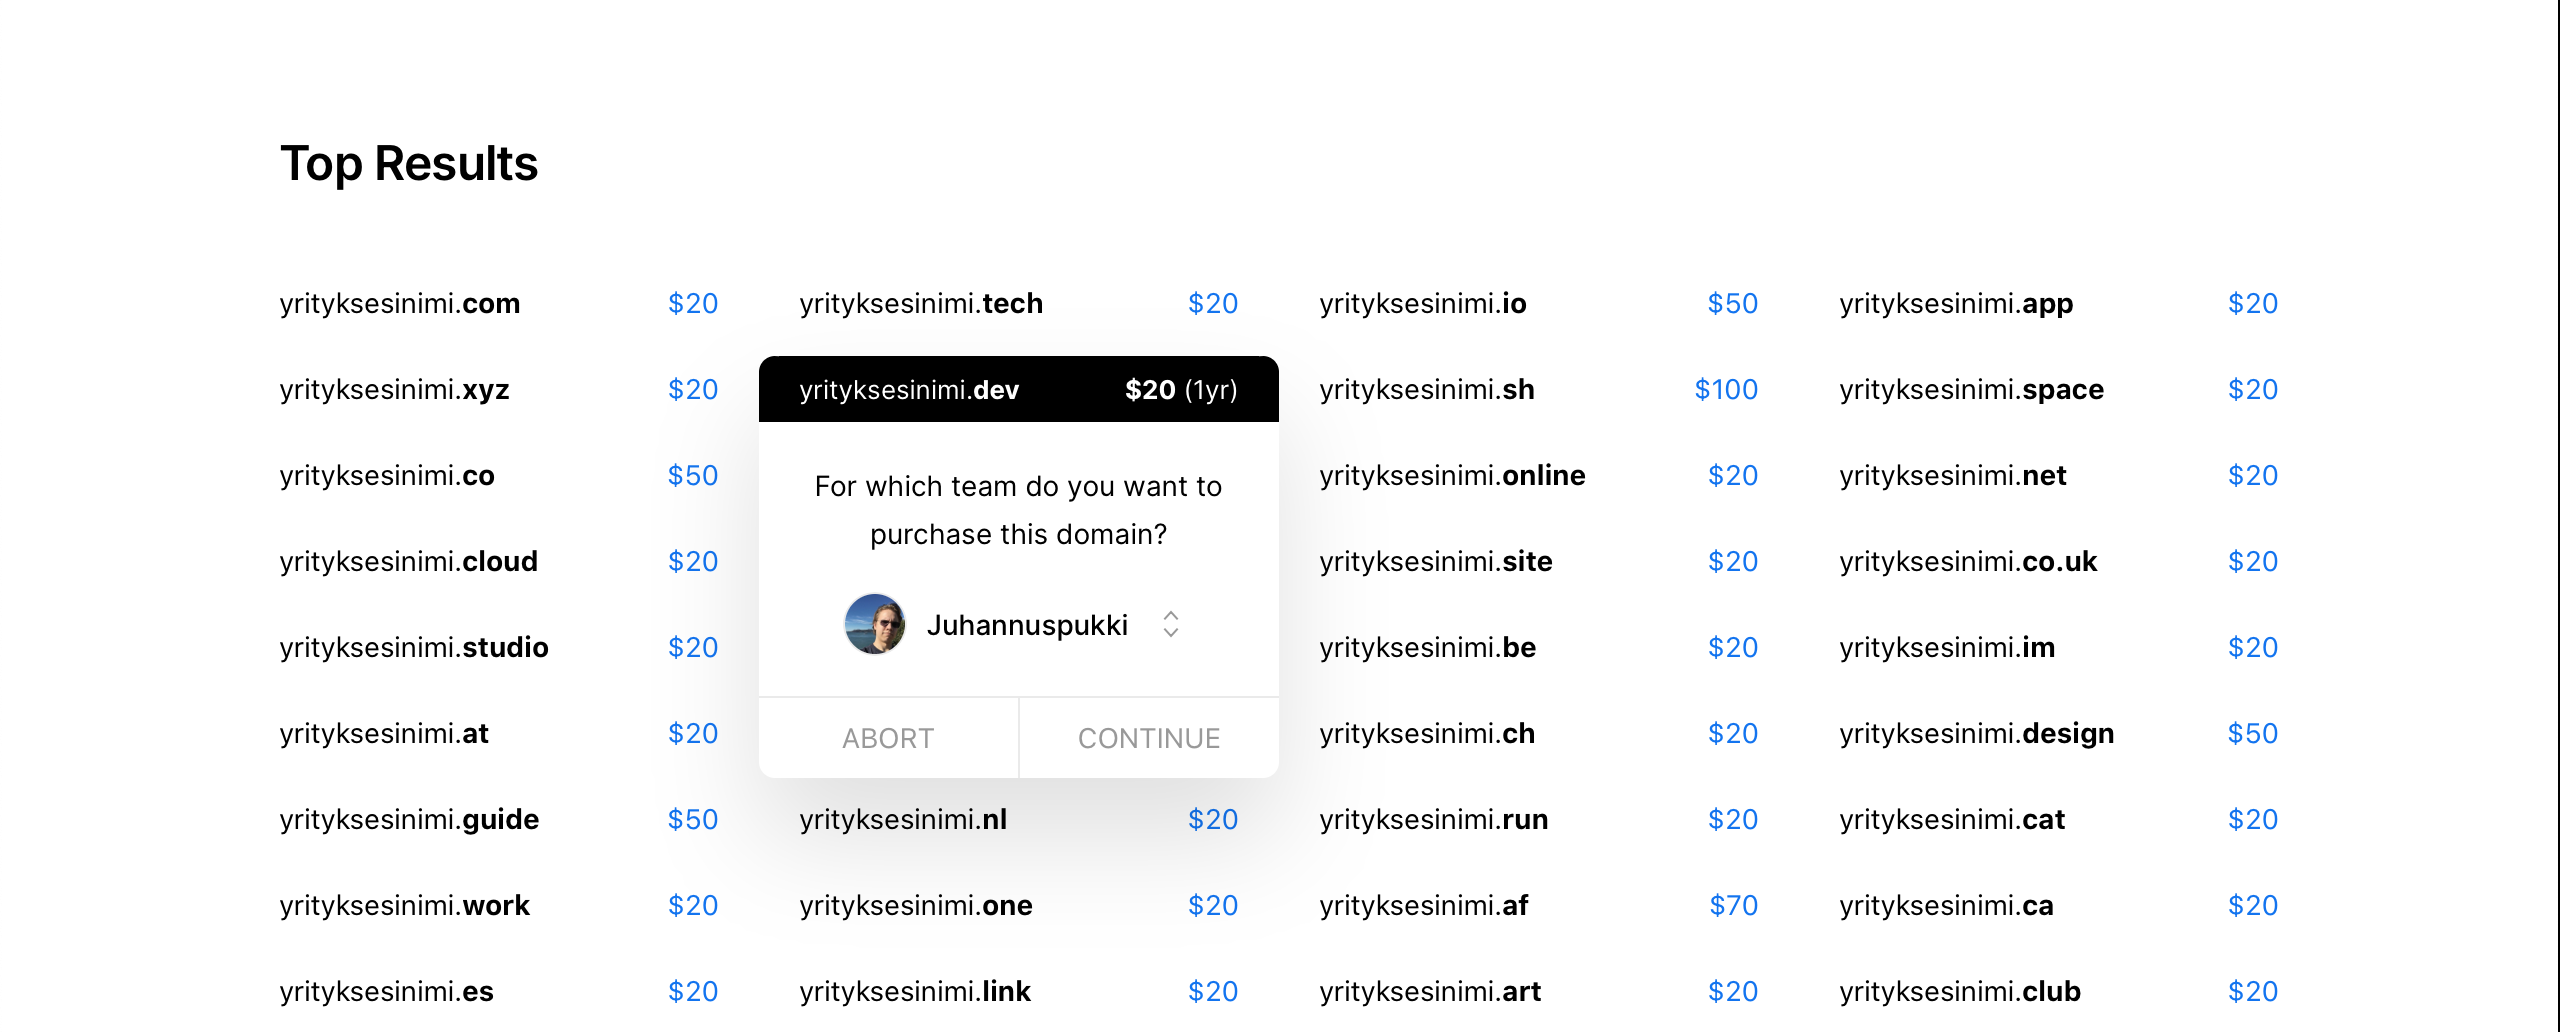 Top Results
yrityksesinimi.com $20 yrityksesinimi.tech $20 yrityksesinimi.io $50 yrityksesinimi.app $20
yrityksesinimi.xyz $20 yrityksesinimi.dev $20 (1yr) yrityksesinimi.sh $100 yrityksesinimi.space $20
yrityksesinimi.co $50 For which team do you want to yrityksesinimi.online $20 yrityksesinimi.net $20
purchase this domain?
yrityksesinimi.cloud $20 yrityksesinimi.site $20 yrityksesinimi.co.uk $20
Juhannuspukki
yrityksesinimi.studio $20 yrityksesinimi.be $20 yrityksesinimi.im $20
yrityksesinimi.at $20 ABORT CONTINUE yrityksesinimi.ch $20 yrityksesinimi.design $50
yrityksesinimi.guide $50 yrityksesinimi.nl $20 yrityksesinimi.run $20 yrityksesinimi.cat $20
yrityksesinimi.work $20 yrityksesinimi.one $20 yrityksesinimi.af $70 yrityksesinimi.ca $20
yrityksesinimi.es $20 yrityksesinimi.link $20 yrityksesinimi.art $20 yrityksesinimi.club $20